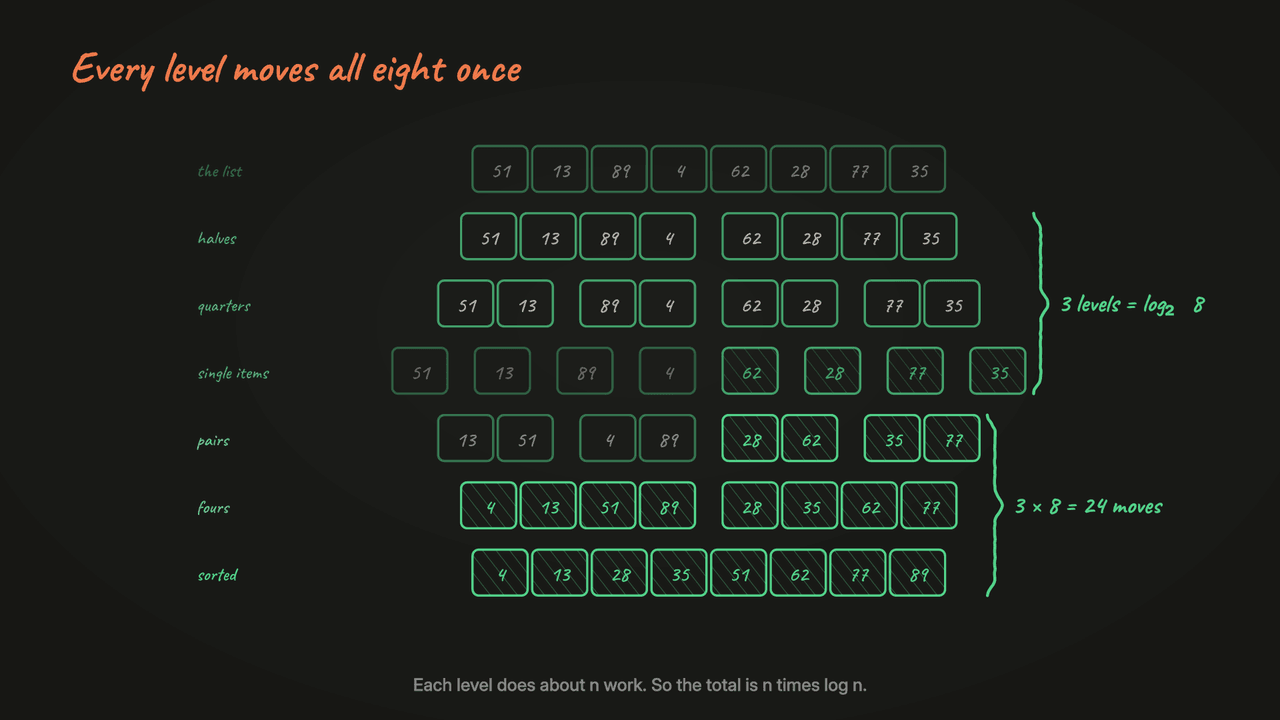 Every level moves all eight once
the list 51 13 89 4 62 28 77 35
halves 51 13 89 4 62 28 77 35
quarters 51 13 89 4 62 28 77 35
3 levels = log₂ 8
single items 51 13 89 4 62 28 77 35
pairs 13 51 4 89 28 62 35 77
fours 4 13 51 89 28 35 62 77
3 × 8 = 24 moves
sorted 4 13 28 35 51 62 77 89
Each level does about n work. So the total is n times log n.